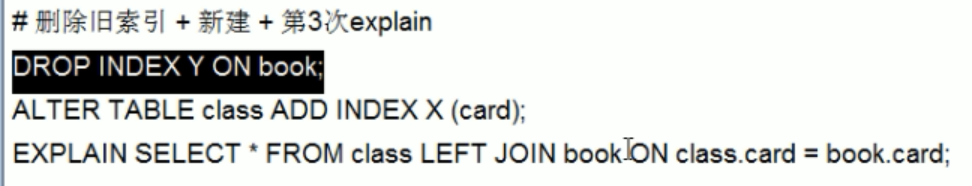 # 删除旧索引 + 新建 + 第3次explain
DROP INDEX Y ON book;
ALTER TABLE class ADD INDEX X (card);
EXPLAIN SELECT * FROM class LEFT JOIN book ON class.card = book.card;